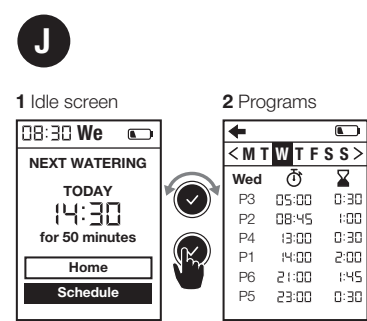 J
1 Idle screen
08:30 We
NEXT WATERING
TODAY
14:30
for 50 minutes
Home
Schedule
2 Programs
< M T W T F S S >
Wed
P3 05:00 0:30
P2 08:45 1:00
P4 13:00 0:30
P1 14:00 2:00
P6 21:00 1:45
P5 23:00 0:30